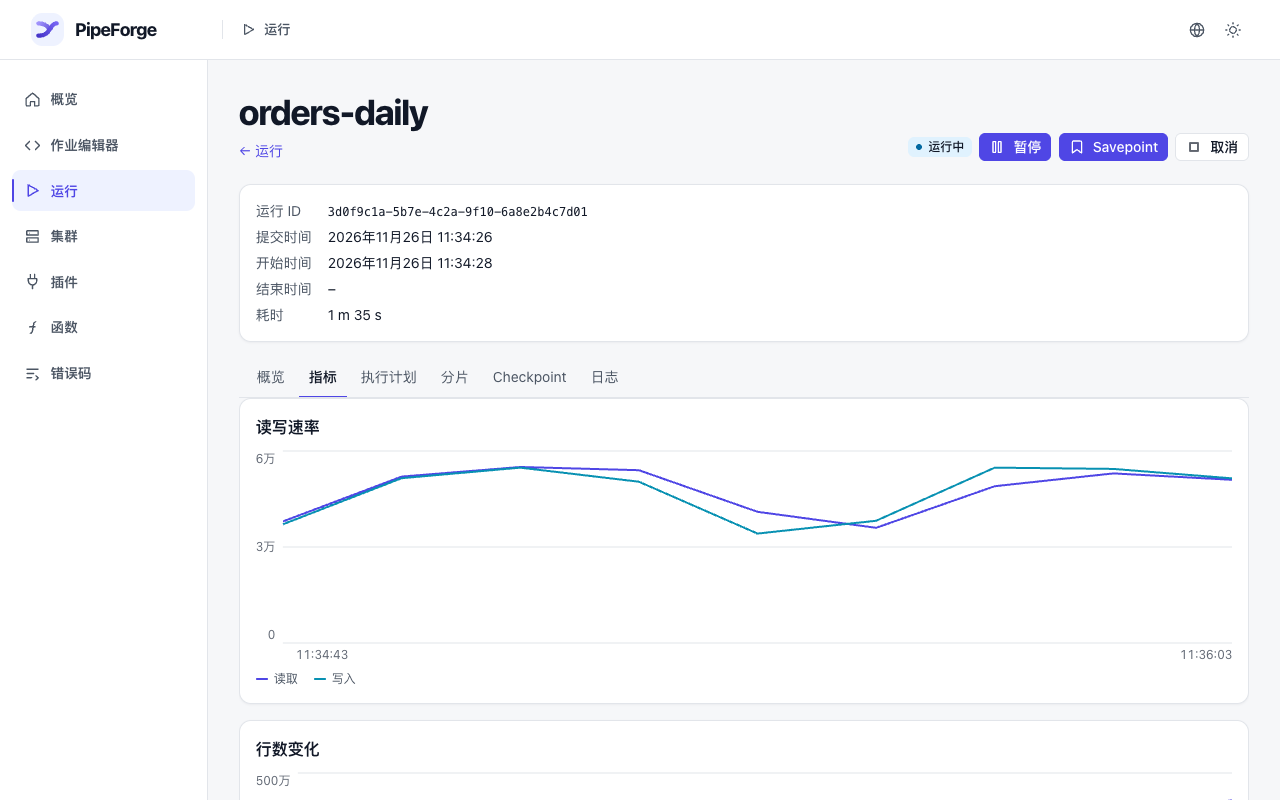 PipeForge
运行
概览
作业编辑器
运行
集群
插件
函数
错误码
orders-daily
← 运行
运行中
暂停
Savepoint
取消
运行 ID 3d0f9c1a-5b7e-4c2a-9f10-6a8e2b4c7d01
提交时间 2026年11月26日 11:34:26
开始时间 2026年11月26日 11:34:28
结束时间 –
耗时 1 m 35 s
概览 指标 执行计划 分片 Checkpoint 日志
读写速率
6万
3万
0
11:34:43 11:36:03
读取 写入
行数变化
500万